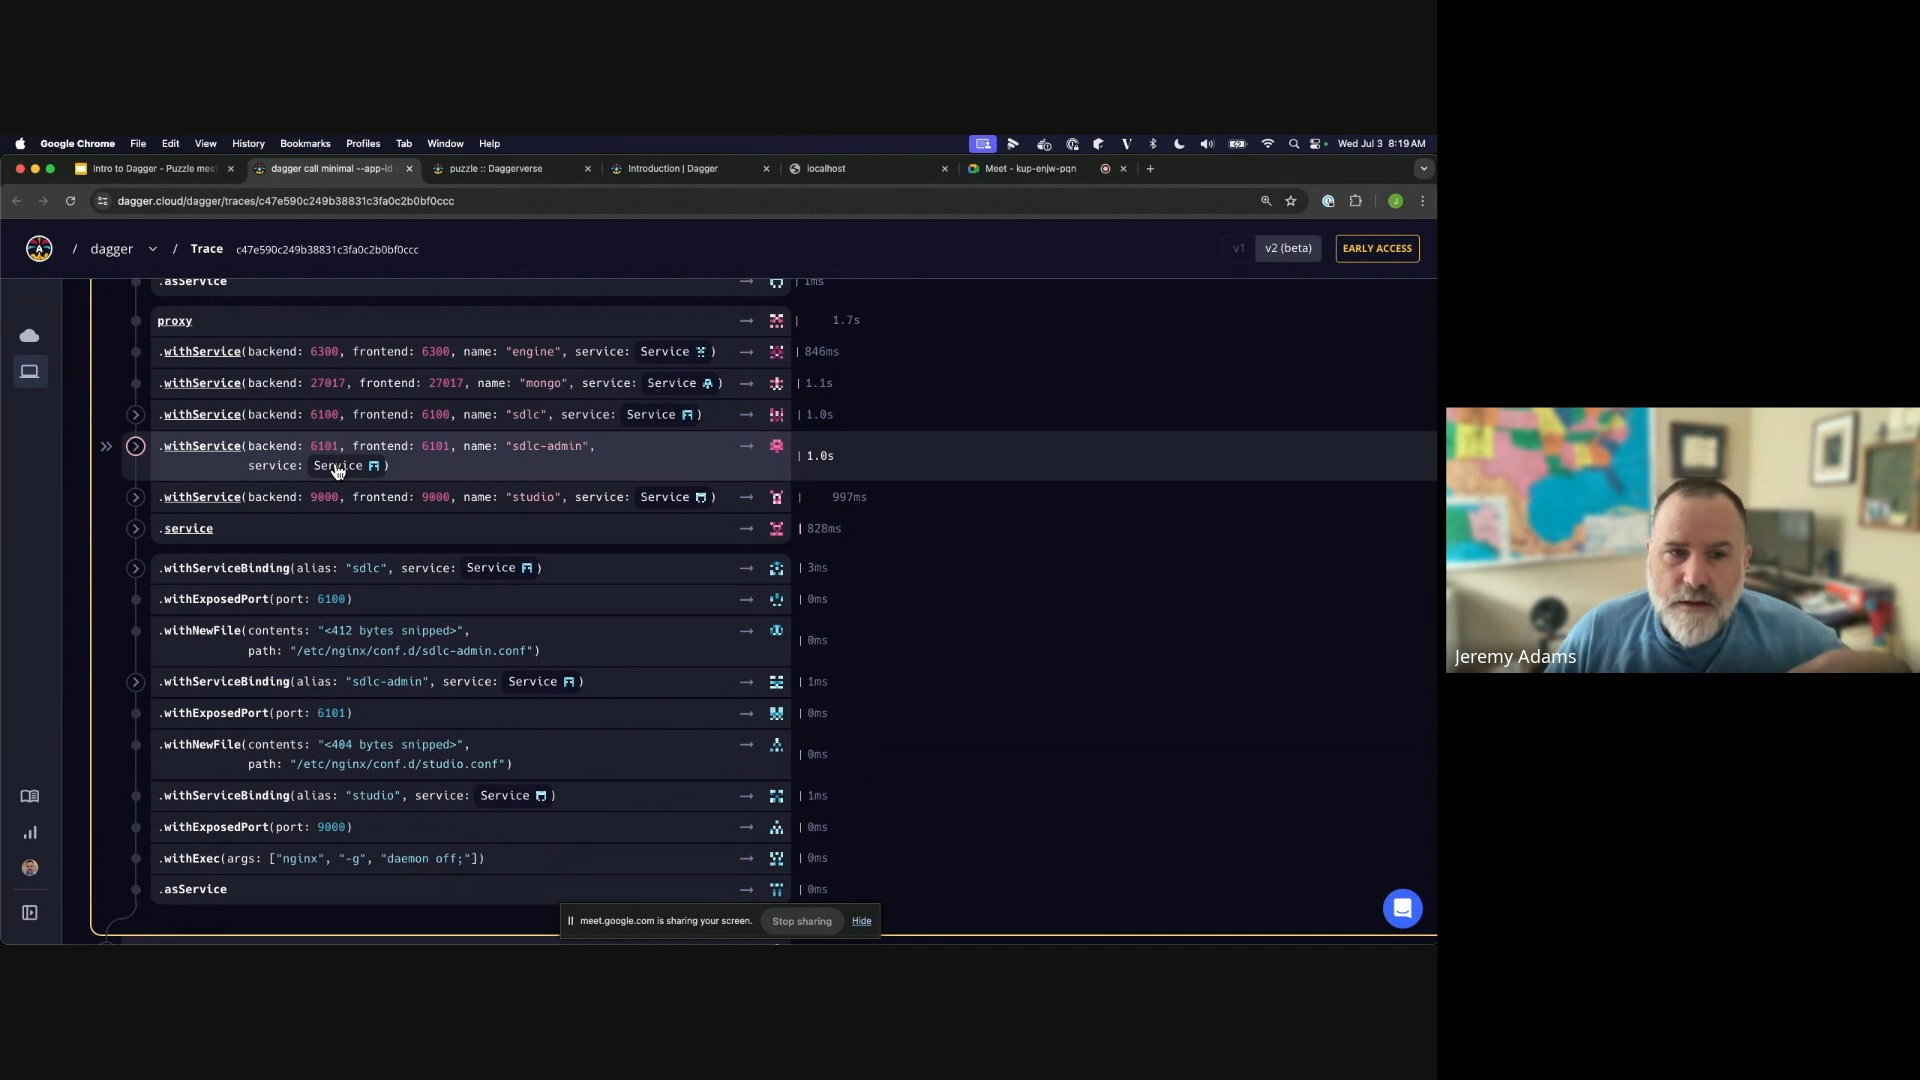 Google Chrome File Edit View History Bookmarks Profiles Tab Window Help
Wed Jul 3 8:19 AM
Intro to Dagger - Puzzle mee
dagger call minimal --app-id
puzzle :: Daggerverse
Introduction | Dagger
localhost
Meet - kup-enjw-pqn
dagger.cloud/dagger/traces/c47e590c249b38831c3fa0c2b0bf0ccc
/ dagger / Trace c47e590c249b38831c3fa0c2b0bf0ccc
v1 v2 (beta) EARLY ACCESS
.asService 1ms
proxy 1.7s
.withService(backend: 6300, frontend: 6300, name: "engine", service: Service ) 846ms
.withService(backend: 27017, frontend: 27017, name: "mongo", service: Service ) 1.1s
.withService(backend: 6100, frontend: 6100, name: "sdlc", service: Service ) 1.0s
.withService(backend: 6101, frontend: 6101, name: "sdlc-admin",
service: Service ) 1.0s
.withService(backend: 9000, frontend: 9000, name: "studio", service: Service ) 997ms
.service 828ms
.withServiceBinding(alias: "sdlc", service: Service ) 3ms
.withExposedPort(port: 6100) 0ms
.withNewFile(contents: "<412 bytes snipped>",
path: "/etc/nginx/conf.d/sdlc-admin.conf") 0ms
.withServiceBinding(alias: "sdlc-admin", service: Service ) 1ms
.withExposedPort(port: 6101) 0ms
.withNewFile(contents: "<404 bytes snipped>",
path: "/etc/nginx/conf.d/studio.conf") 0ms
.withServiceBinding(alias: "studio", service: Service ) 1ms
.withExposedPort(port: 9000) 0ms
.withExec(args: ["nginx", "-g", "daemon off;"]) 0ms
.asService 0ms
meet.google.com is sharing your screen. Stop sharing Hide
Jeremy Adams